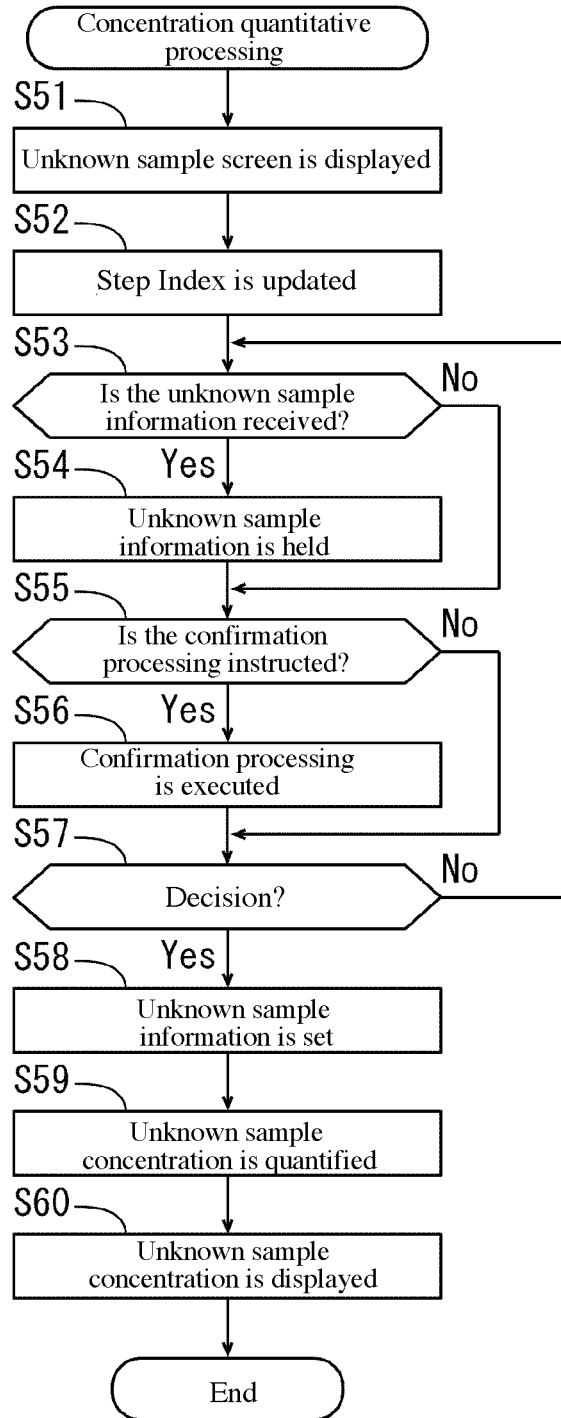 Concentration quantitative
processing
S51
Unknown sample screen is displayed
S52
Step Index is updated
S53
Is the unknown sample
information received?
No
Yes
S54
Unknown sample
information is held
S55
Is the confirmation
processing instructed?
No
Yes
S56
Confirmation processing
is executed
S57
Decision?
No
Yes
S58
Unknown sample
information is set
S59
Unknown sample
concentration is quantified
S60
Unknown sample
concentration is displayed
End